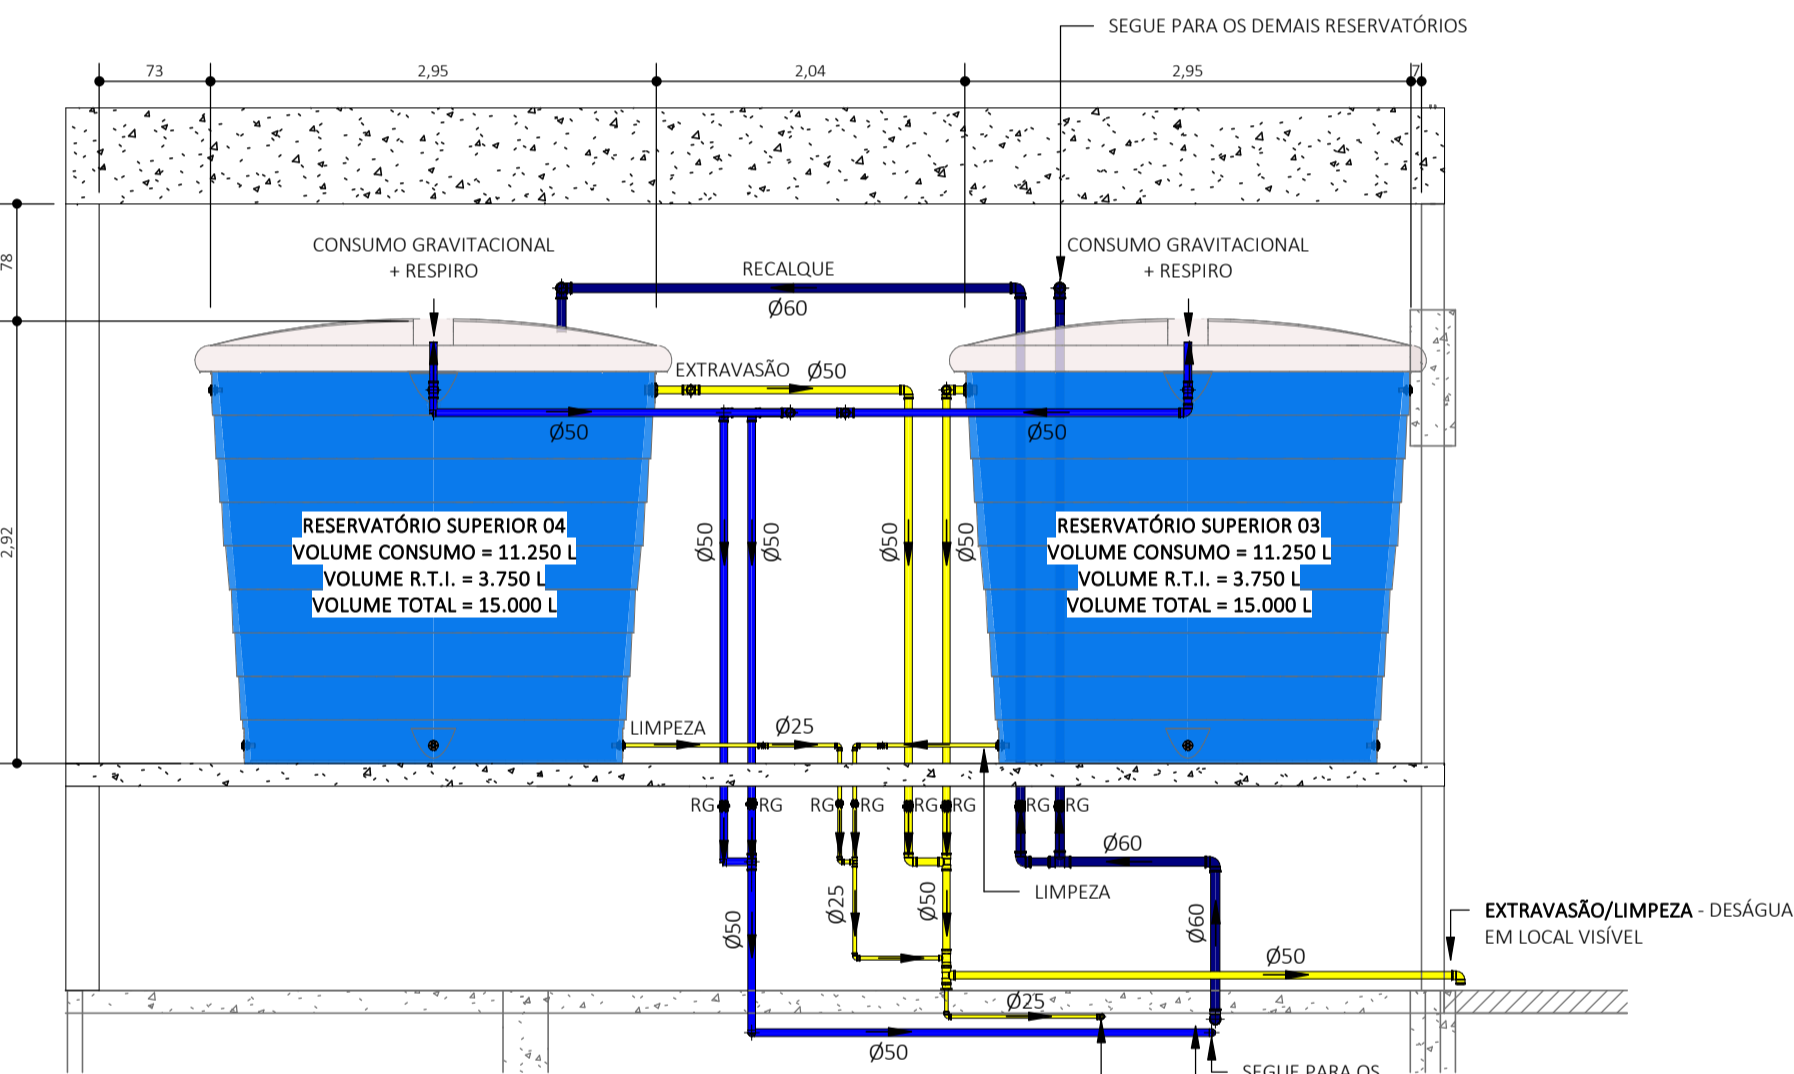 SEGUE PARA OS DEMAIS RESERVATÓRIOS
73
2,95
2,04
2,95
7
78
CONSUMO GRAVITACIONAL
+ RESPIRO
RECALQUE
Ø60
CONSUMO GRAVITACIONAL
+ RESPIRO
EXTRAVASÃO
Ø50
Ø50
Ø50
2,92
RESERVATÓRIO SUPERIOR 04
VOLUME CONSUMO = 11.250 L
VOLUME R.T.I. = 3.750 L
VOLUME TOTAL = 15.000 L
Ø50
Ø50
Ø50
Ø50
RESERVATÓRIO SUPERIOR 03
VOLUME CONSUMO = 11.250 L
VOLUME R.T.I. = 3.750 L
VOLUME TOTAL = 15.000 L
LIMPEZA
Ø25
RG
RG
RG
RG
RG
RG
RG
RG
Ø60
LIMPEZA
Ø25
Ø50
Ø50
Ø60
EXTRAVASÃO/LIMPEZA - DESÁGUA
EM LOCAL VISÍVEL
Ø50
Ø25
Ø50
SEGUE PARA OS